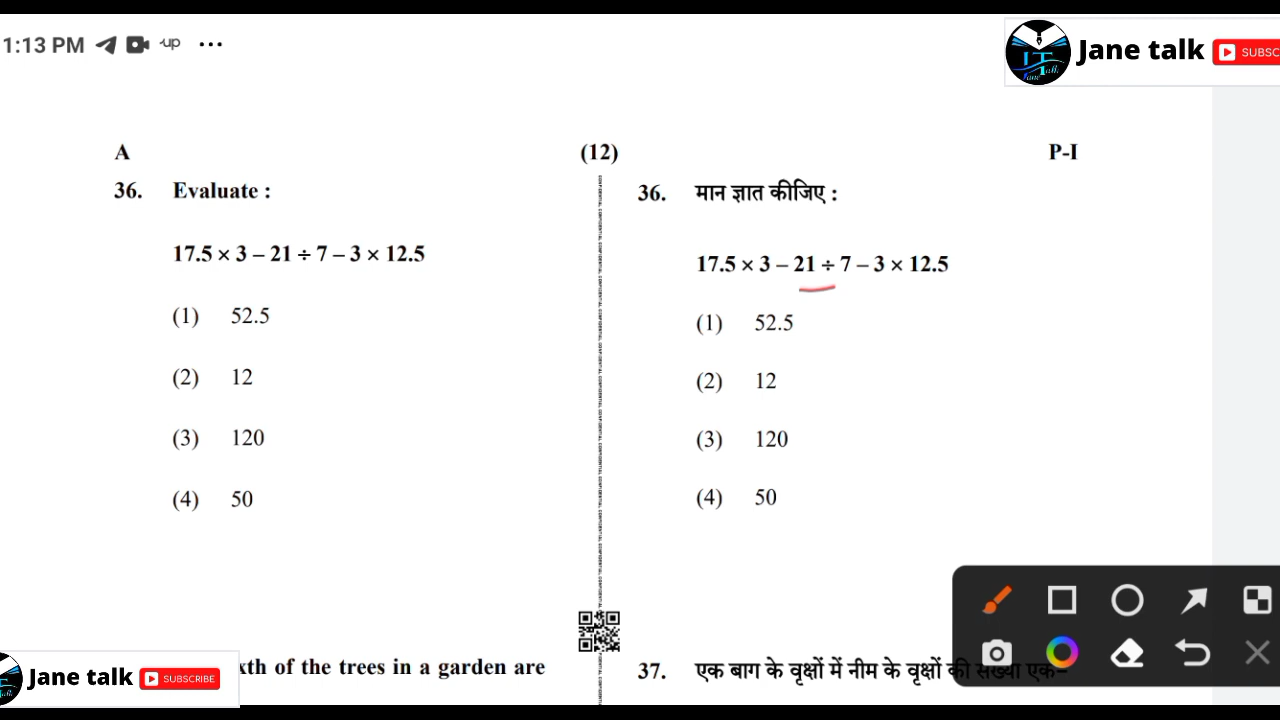 1:13 PM up ...
Jane talk SUBSC
A (12) P-I
36. Evaluate :
17.5 × 3 – 21 ÷ 7 – 3 × 12.5
(1) 52.5
(2) 12
(3) 120
(4) 50
36. मान ज्ञात कीजिए :
17.5 × 3 – 21 ÷ 7 – 3 × 12.5
(1) 52.5
(2) 12
(3) 120
(4) 50
Jane talk SUBSCRIBE
xth of the trees in a garden are
37. एक बाग के वृक्षों में नीम के वृक्षों की संख्या एक–